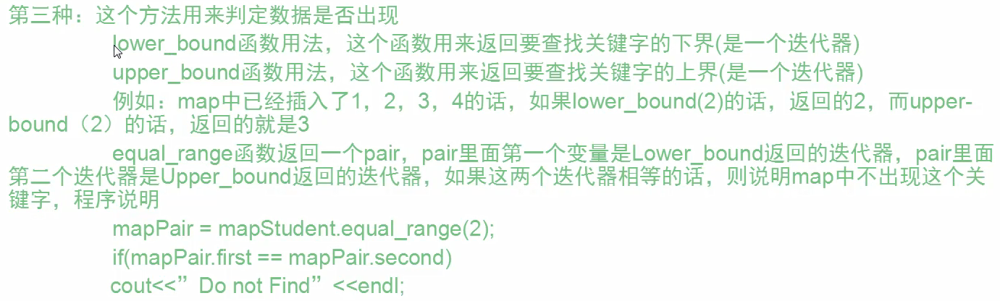 第三种：这个方法用来判定数据是否出现
lower_bound函数用法，这个函数用来返回要查找关键字的下界(是一个迭代器)
upper_bound函数用法，这个函数用来返回要查找关键字的上界(是一个迭代器)
例如：map中已经插入了1，2，3，4的话，如果lower_bound(2)的话，返回的2，而upper-
bound（2）的话，返回的就是3
equal_range函数返回一个pair，pair里面第一个变量是Lower_bound返回的迭代器，pair里面
第二个迭代器是Upper_bound返回的迭代器，如果这两个迭代器相等的话，则说明map中不出现这个关
键字，程序说明
mapPair = mapStudent.equal_range(2);
if(mapPair.first == mapPair.second)
cout<<” Do not Find” <<endl;